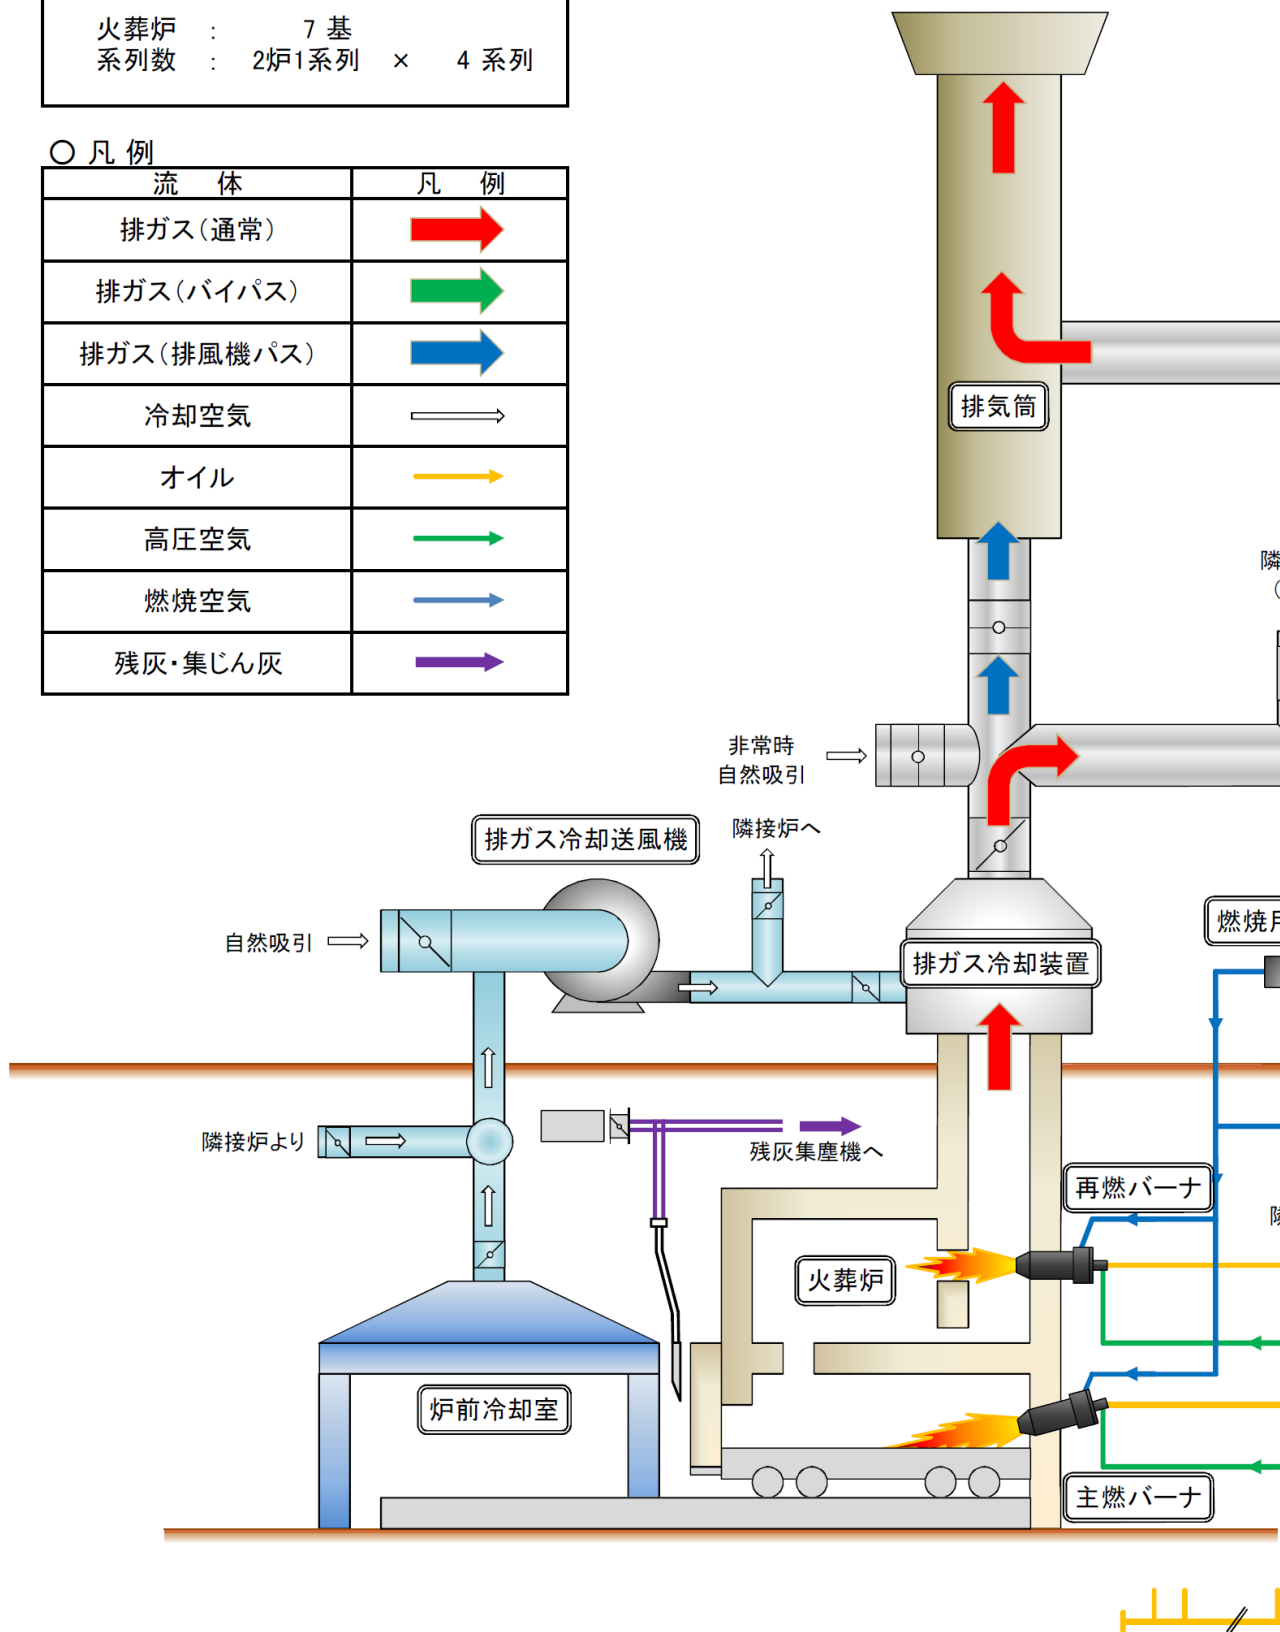 火葬炉 : 7 基
系列数 : 2炉1系列 × 4 系列
〇 凡 例
流 体 凡 例
排ガス(通常)
排ガス(バイパス)
排ガス(排風機パス)
冷却空気
オイル
高圧空気
燃焼空気
残灰・集じん灰
排気筒
隣
(
非常時
自然吸引
排ガス冷却送風機
隣接炉へ
自然吸引
排ガス冷却装置
燃焼用
隣接炉より
残灰集塵機へ
再燃バーナ
隣
火葬炉
炉前冷却室
主燃バーナ